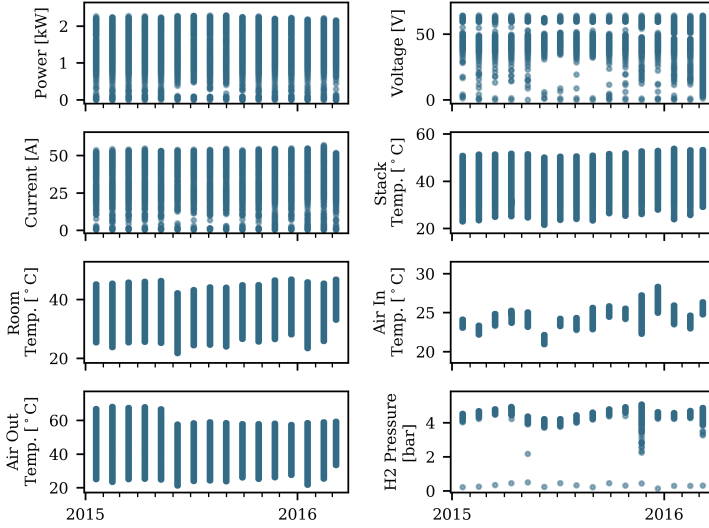 Power [kW]
2
1
0
Voltage [V]
50
0
Current [A]
50
25
0
Stack
Temp. [°C]
60
40
20
Room
Temp. [°C]
40
20
Air In
Temp. [°C]
30
25
20
Air Out
Temp. [°C]
60
40
20
H2 Pressure
[bar]
4
2
0
2015
2016
2015
2016